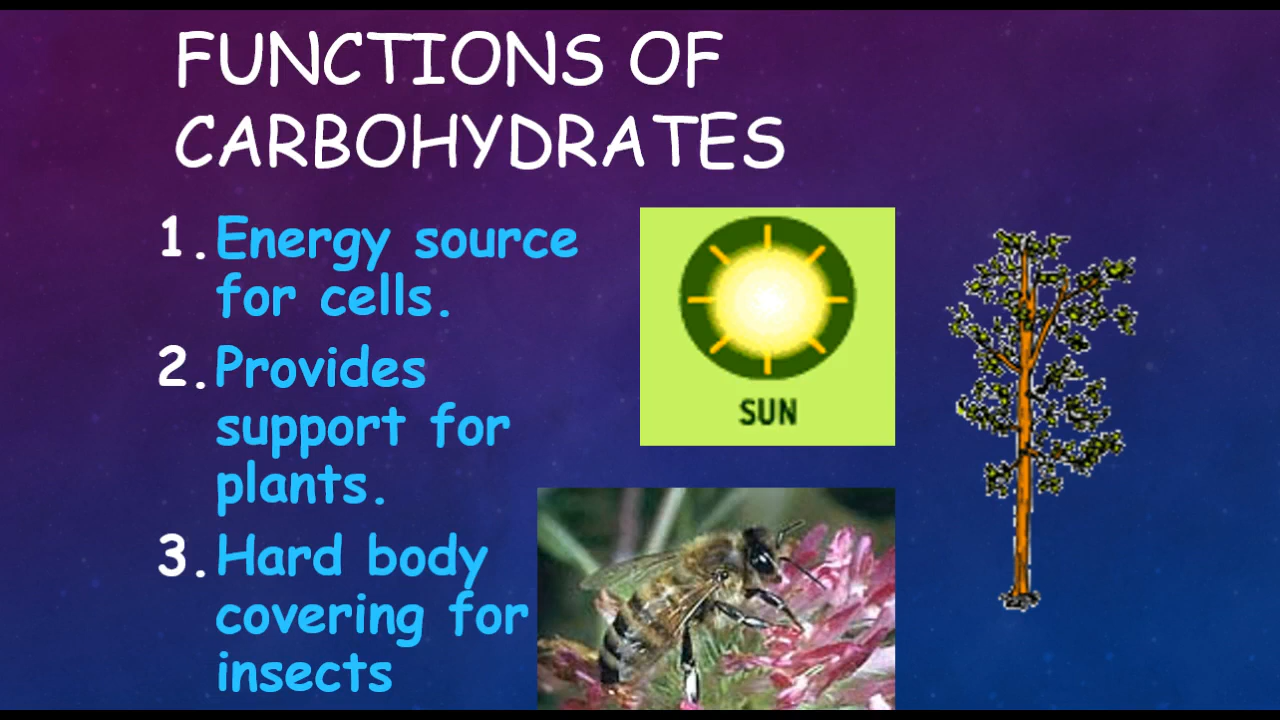 FUNCTIONS OF
CARBOHYDRATES
1. Energy source
for cells.
2. Provides
support for
plants.
3. Hard body
covering for
insects
SUN